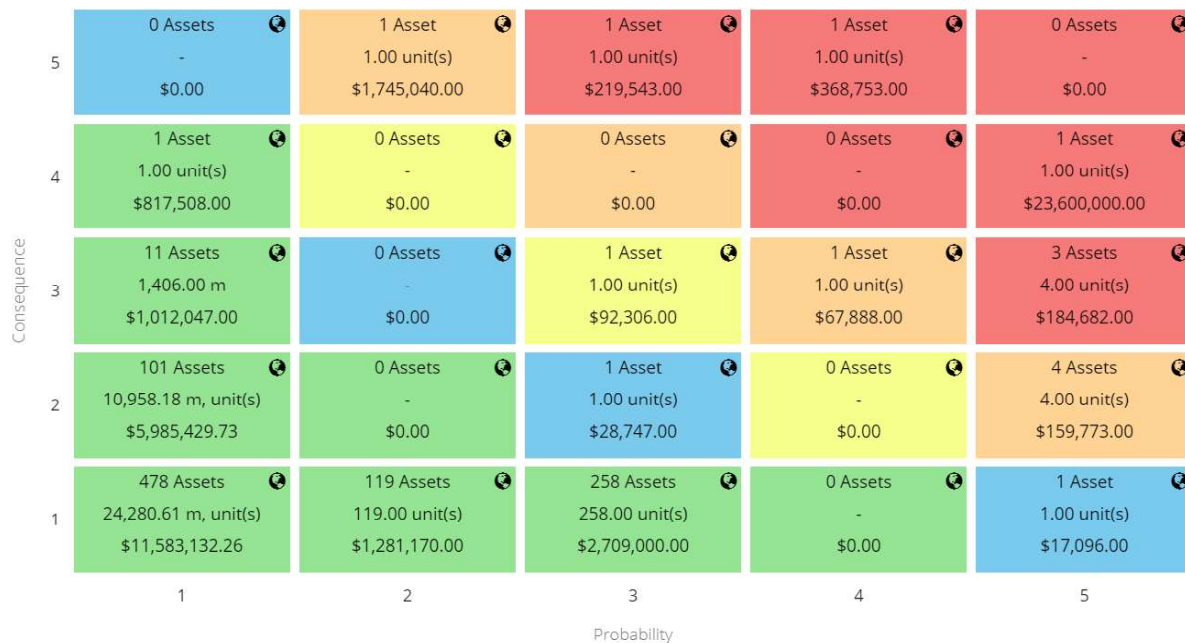 0 Assets
-
$0.00
1 Asset
1.00 unit(s)
$1,745,040.00
1 Asset
1.00 unit(s)
$219,543.00
1 Asset
1.00 unit(s)
$368,753.00
0 Assets
-
$0.00
5
1 Asset
1.00 unit(s)
$817,508.00
0 Assets
-
$0.00
0 Assets
-
$0.00
0 Assets
-
$0.00
1 Asset
1.00 unit(s)
$23,600,000.00
4
Consequence
11 Assets
1,406.00 m
$1,012,047.00
0 Assets
-
$0.00
1 Asset
1.00 unit(s)
$92,306.00
1 Asset
1.00 unit(s)
$67,888.00
3 Assets
4.00 unit(s)
$184,682.00
3
101 Assets
10,958.18 m, unit(s)
$5,985,429.73
0 Assets
-
$0.00
1 Asset
1.00 unit(s)
$28,747.00
0 Assets
-
$0.00
4 Assets
4.00 unit(s)
$159,773.00
2
478 Assets
24,280.61 m, unit(s)
$11,583,132.26
119 Assets
119.00 unit(s)
$1,281,170.00
258 Assets
258.00 unit(s)
$2,709,000.00
0 Assets
-
$0.00
1 Asset
1.00 unit(s)
$17,096.00
1
1
2
3
4
5
Probability